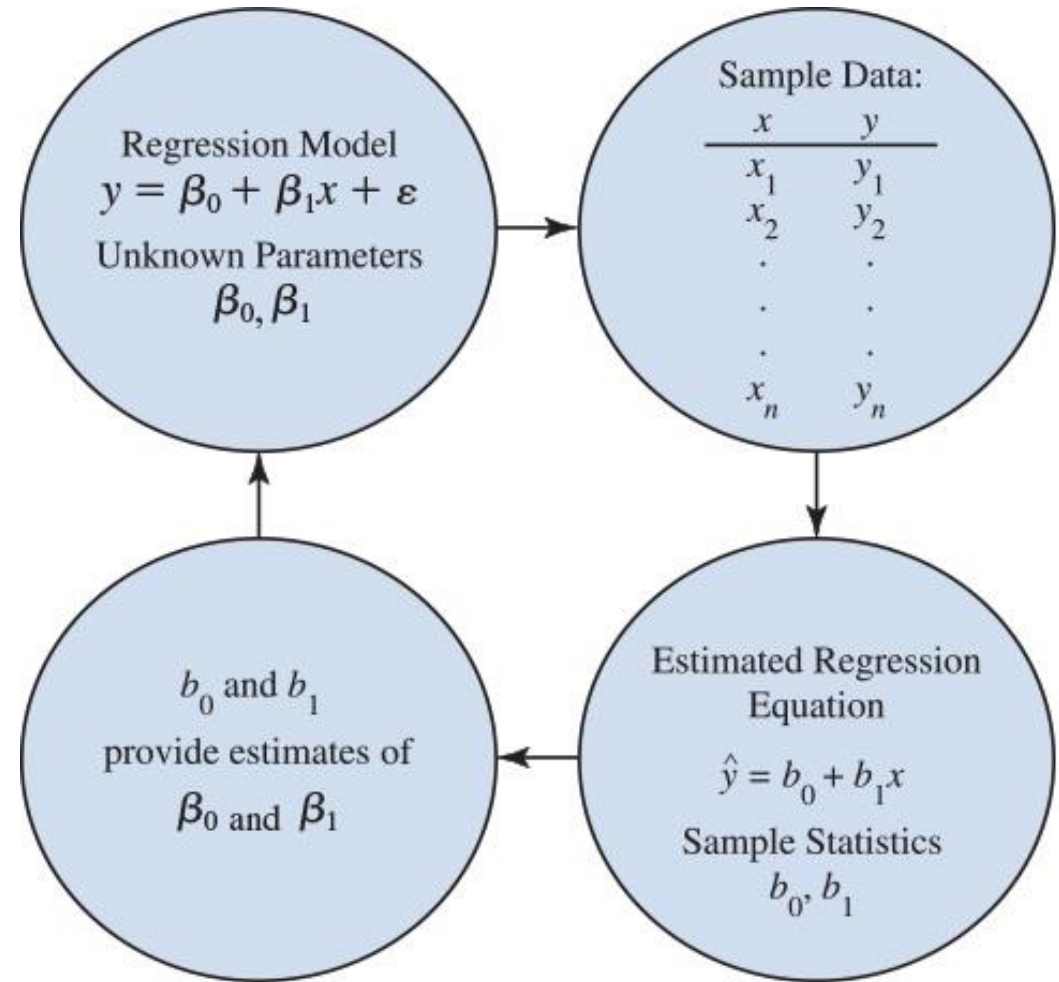 Regression Model
y = β₀ + β₁x + ε
Unknown Parameters
β₀, β₁
Sample Data:
x y
x₁ y₁
x₂ y₂
. .
. .
. .
xₙ yₙ
Estimated Regression
Equation
ŷ = b₀ + b₁x
Sample Statistics
b₀, b₁
b₀ and b₁
provide estimates of
β₀ and β₁